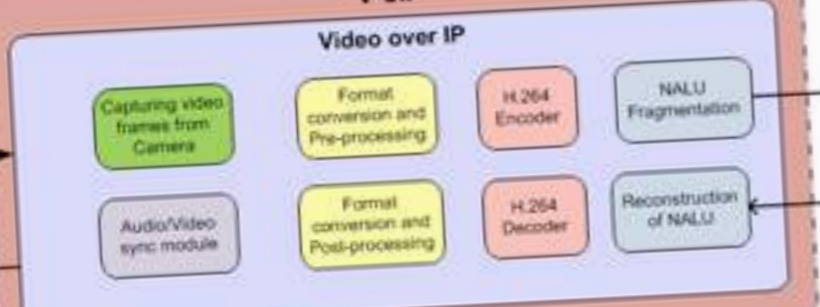 Video over IP
Capturing video
frames from
Camera
Format
conversion and
Pre-processing
H.264
Encoder
NALU
Fragmentation
Audio/Video
sync module
Format
conversion and
Post-processing
H.264
Decoder
Reconstruction
of NALU